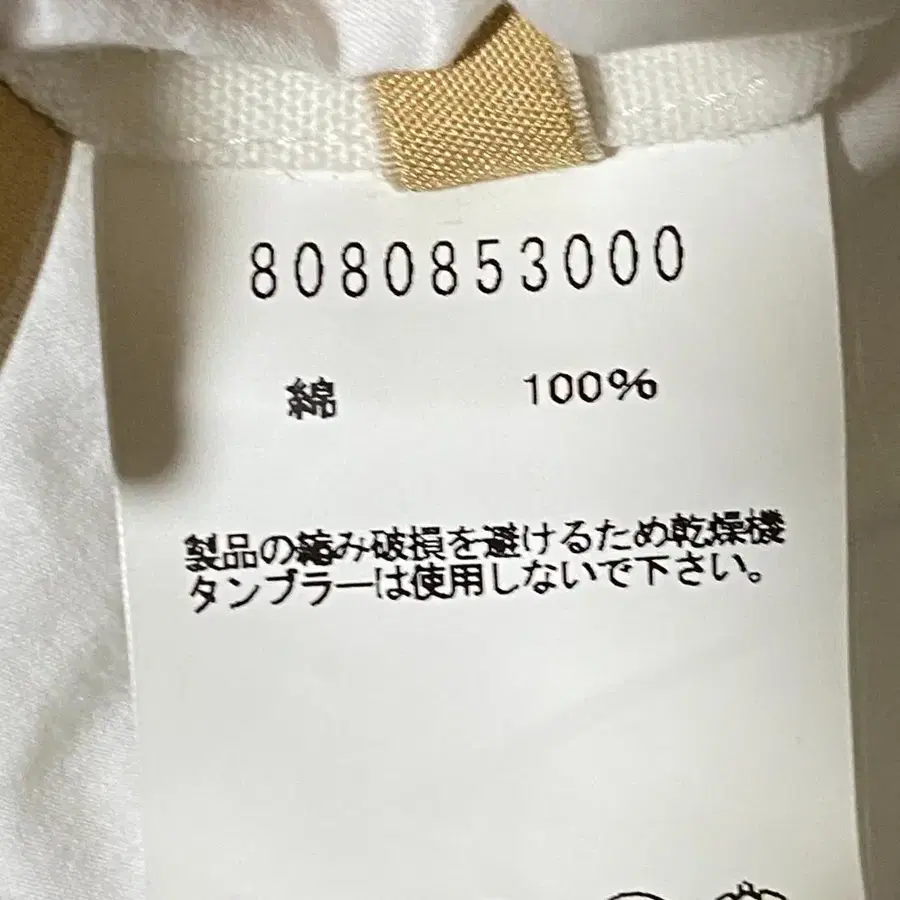 8080853000
綿 100%
製品の縮み破損を避けるため乾燥機
タンブラーは使用しないで下さい。